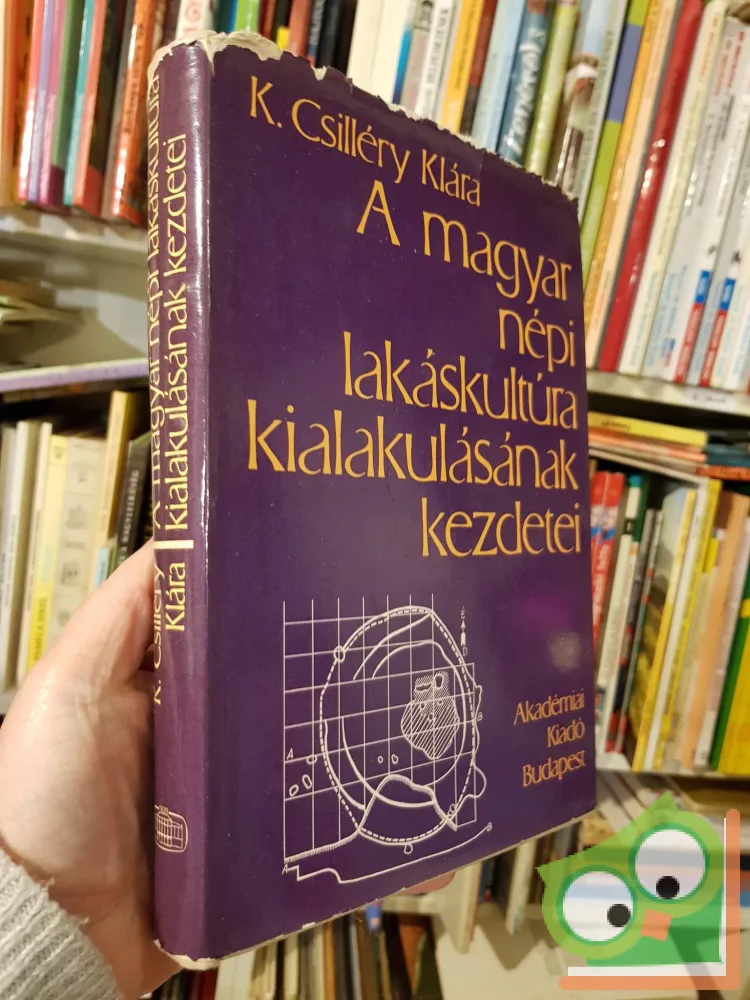 K. Csilléry Klára
A magyar
népi
lakáskultúra
kialakulásának
kezdetei
Akadémiai
Kiadó
Budapest
K. Csilléry Klára
A magyar népi lakáskultúra
kialakulásának kezdetei
É
D
A
B
B